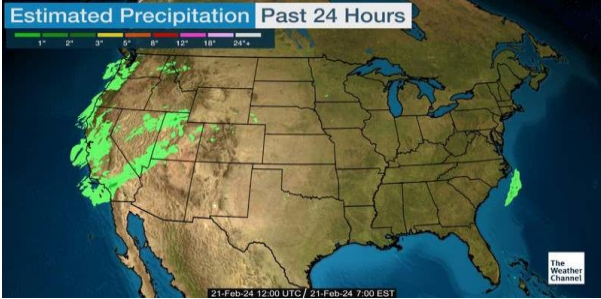 Estimated Precipitation Past 24 Hours
1" 2" 3" 5" 8" 12" 18" 24"+
The
Weather
Channel
21-Feb-24 12:00 UTC / 21-Feb-24 7:00 EST